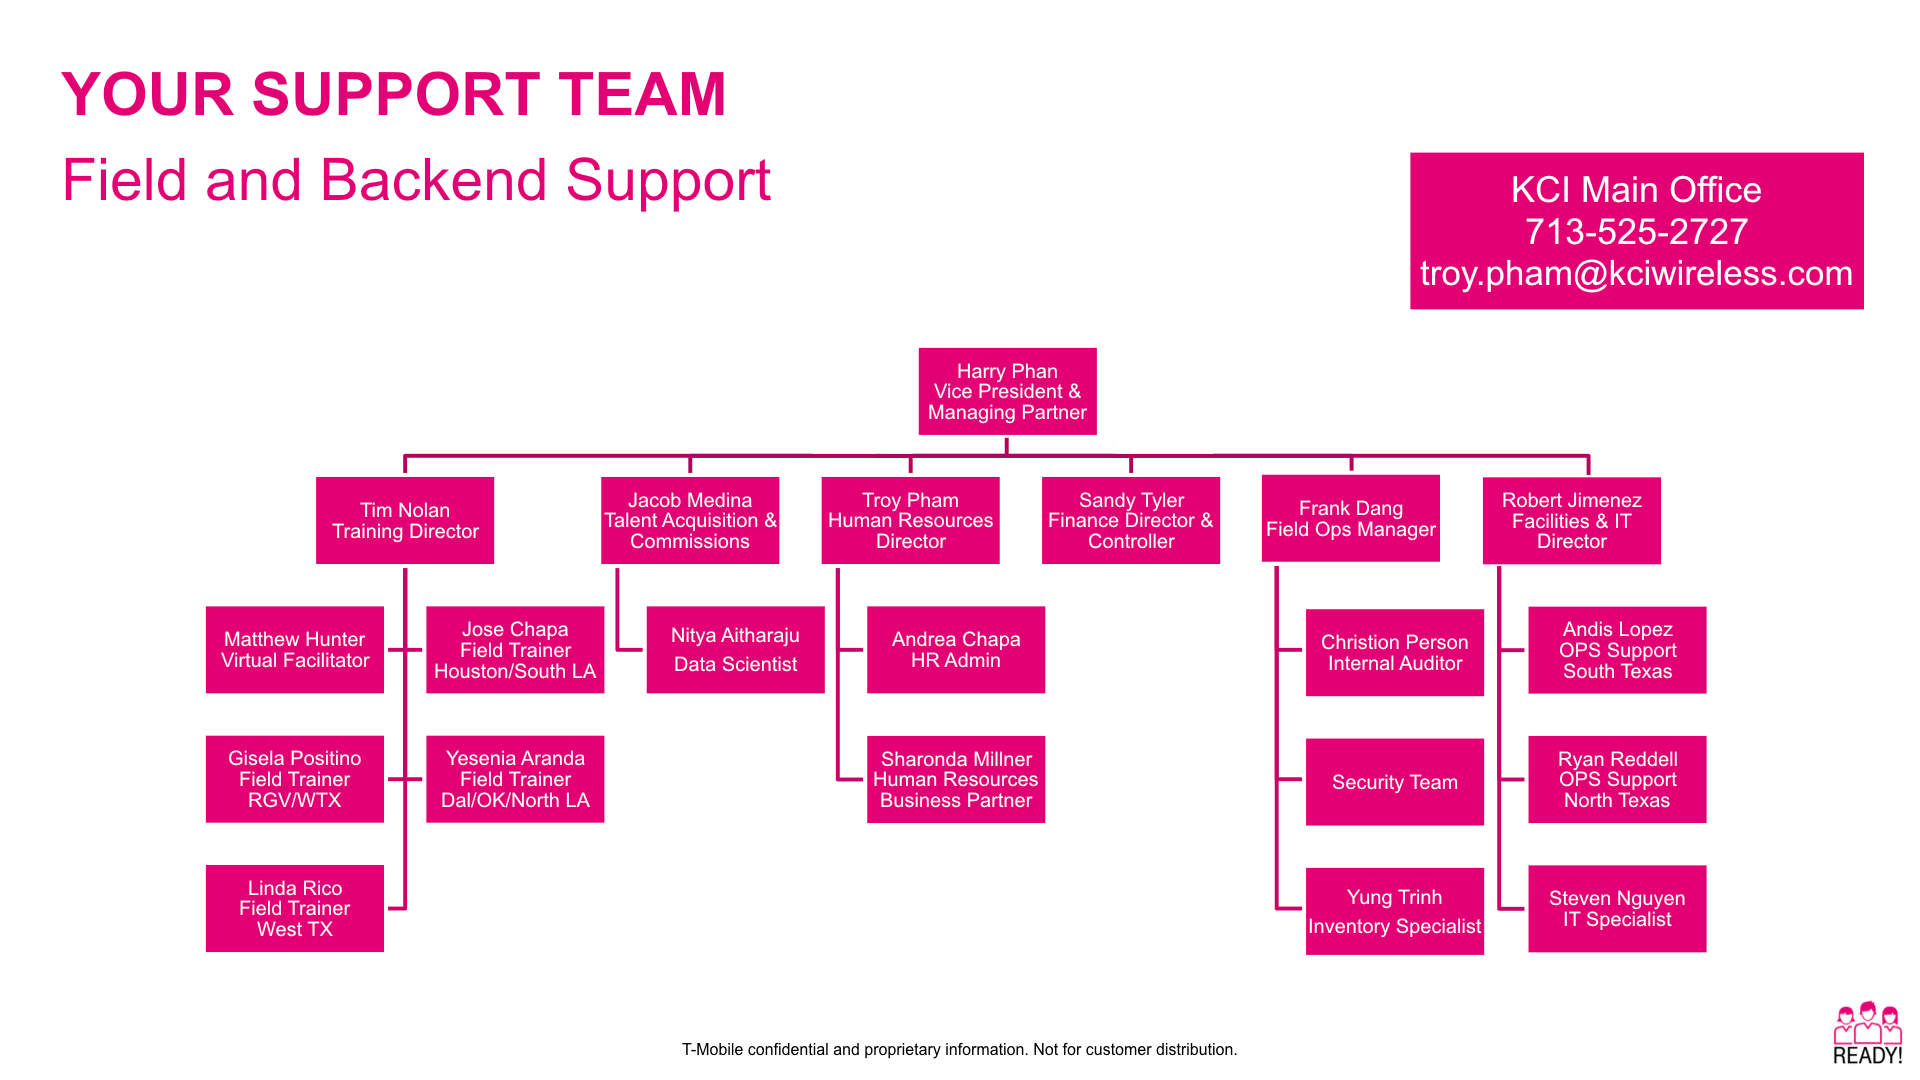 YOUR SUPPORT TEAM
Field and Backend Support
KCI Main Office
713-525-2727
troy.pham@kciwireless.com
Harry Phan
Vice President &
Managing Partner
Tim Nolan
Training Director
Jacob Medina
Talent Acquisition &
Commissions
Troy Pham
Human Resources
Director
Sandy Tyler
Finance Director &
Controller
Frank Dang
Field Ops Manager
Robert Jimenez
Facilities & IT
Director
Matthew Hunter
Virtual Facilitator
Jose Chapa
Field Trainer
Houston/South LA
Nitya Aitharaju
Data Scientist
Andrea Chapa
HR Admin
Christion Person
Internal Auditor
Andis Lopez
OPS Support
South Texas
Gisela Positino
Field Trainer
RGV/WTX
Yesenia Aranda
Field Trainer
Dal/OK/North LA
Sharonda Millner
Human Resources
Business Partner
Security Team
Ryan Reddell
OPS Support
North Texas
Linda Rico
Field Trainer
West TX
Yung Trinh
Inventory Specialist
Steven Nguyen
IT Specialist
T-Mobile confidential and proprietary information. Not for customer distribution.
READY!